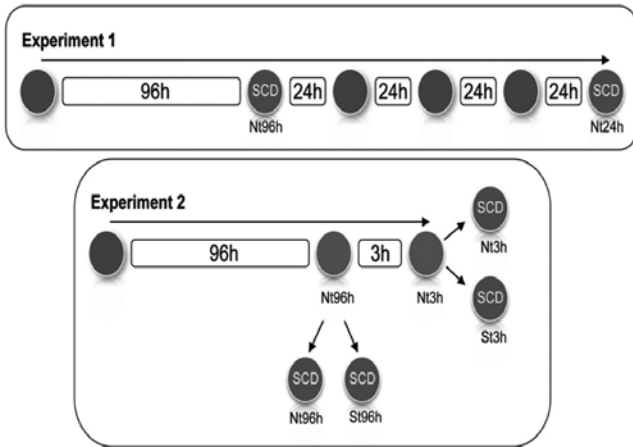 Experiment 1
96h SCD 24h 24h 24h 24h SCD
Nt96h Nt24h
Experiment 2
SCD
96h 3h
Nt3h
Nt96h Nt3h
SCD
St3h
SCD SCD
Nt96h St96h